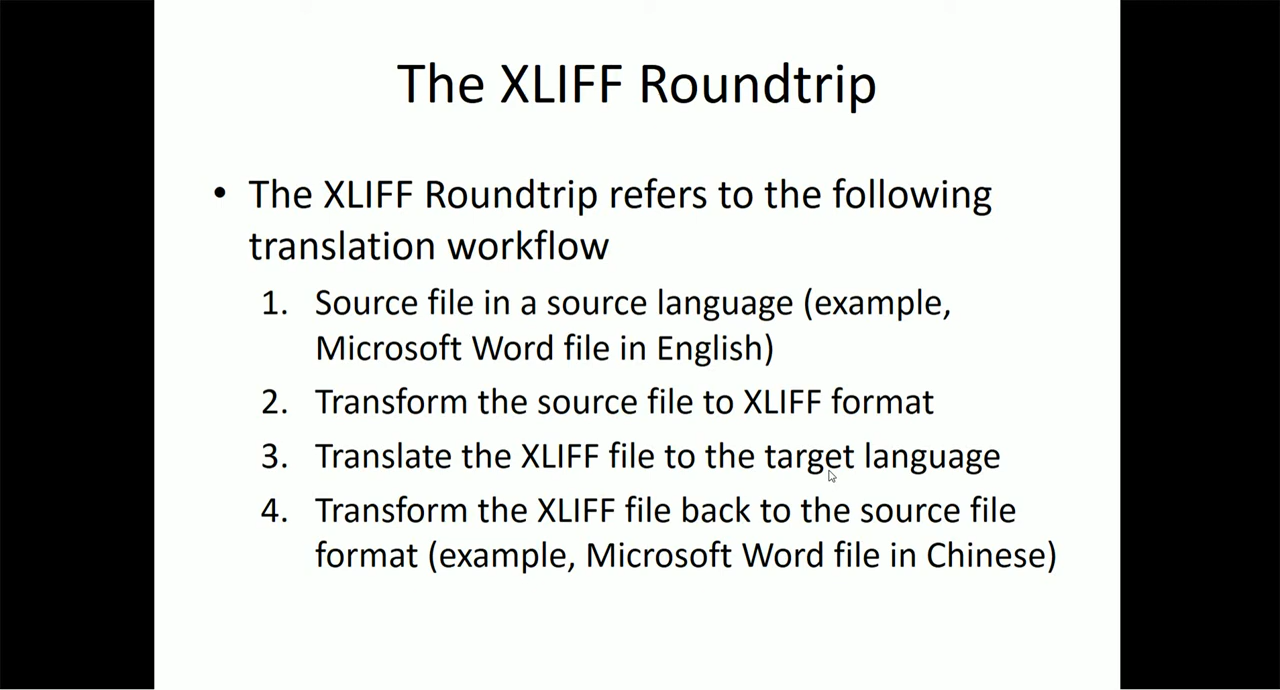 The XLIFF Roundtrip
• The XLIFF Roundtrip refers to the following
translation workflow
1. Source file in a source language (example,
Microsoft Word file in English)
2. Transform the source file to XLIFF format
3. Translate the XLIFF file to the target language
4. Transform the XLIFF file back to the source file
format (example, Microsoft Word file in Chinese)